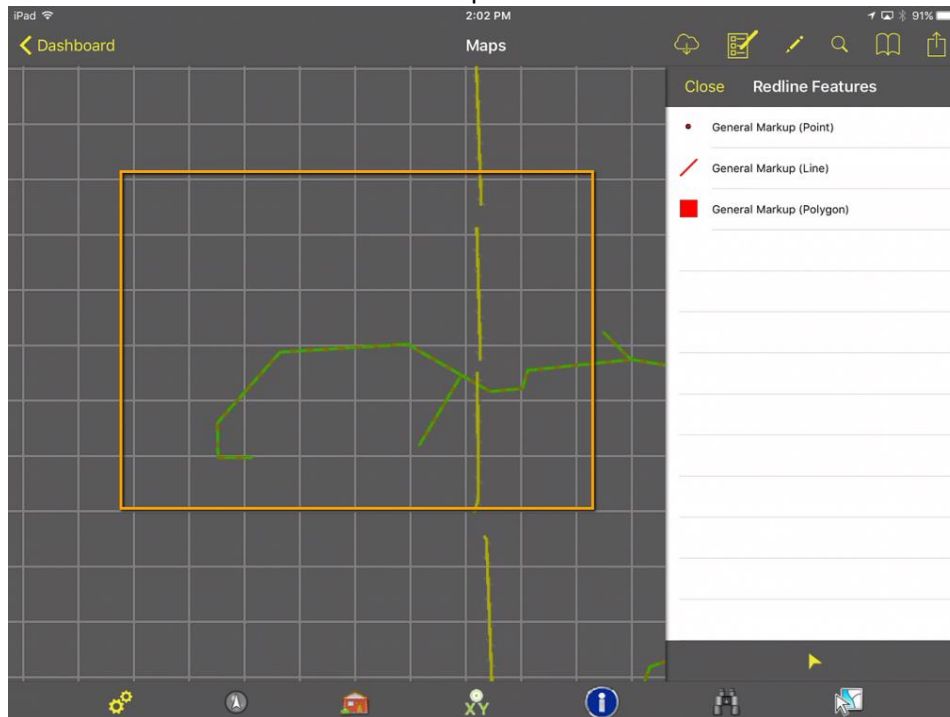 iPad 2:02 PM 91%
Dashboard Maps
Close Redline Features
General Markup (Point)
General Markup (Line)
General Markup (Polygon)
XY